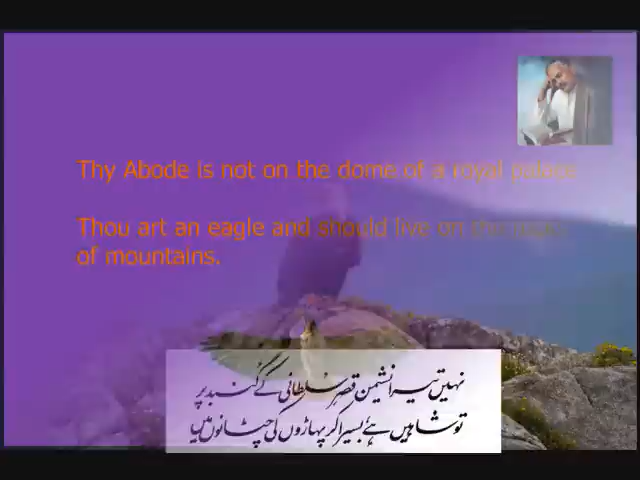 Thy Abode is not on the dome of a royal palace
Thou art an eagle and should live on the rocks
of mountains.
نہیں تیرا نشیمن قصر سلطانی کے گنبد پر
تو شاہیں ہے بسیرا کر پہاڑوں کی چٹانوں میں